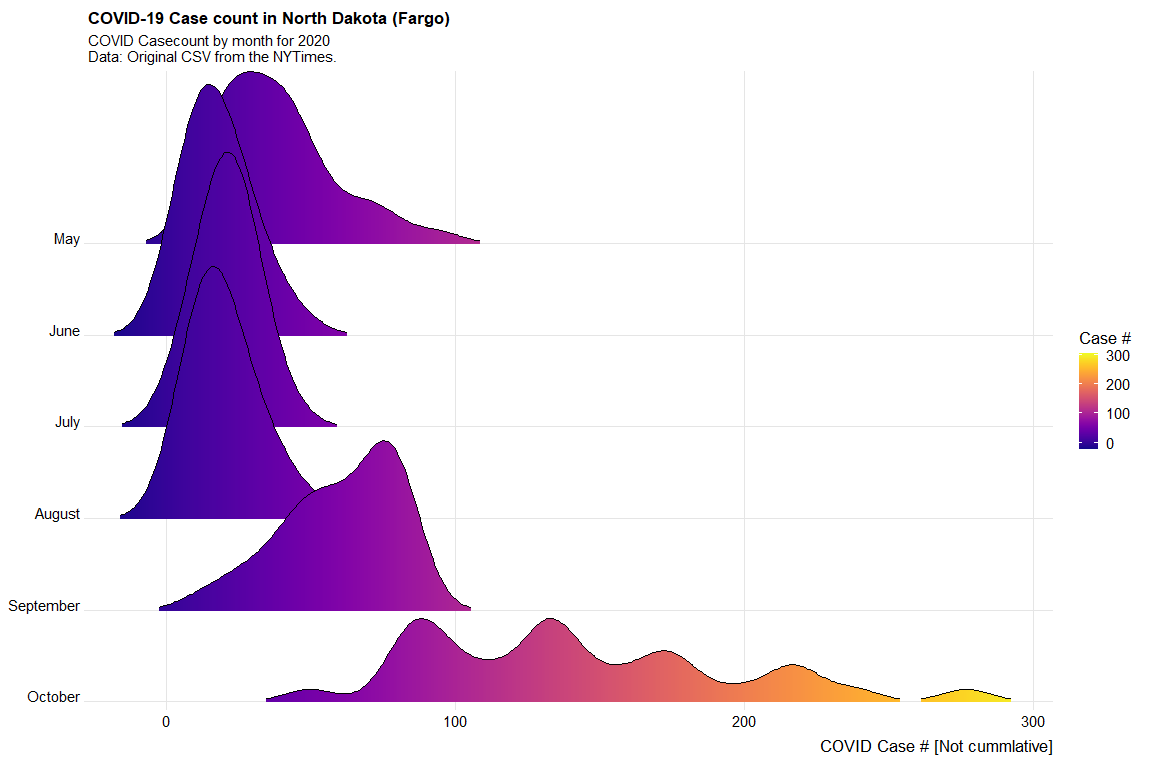 COVID-19 Case count in North Dakota (Fargo)
COVID Casecount by month for 2020
Data: Original CSV from the NYTimes.
May
June
July
August
September
October
0
100
200
300
COVID Case # [Not cummlative]
Case #
300
200
100
0